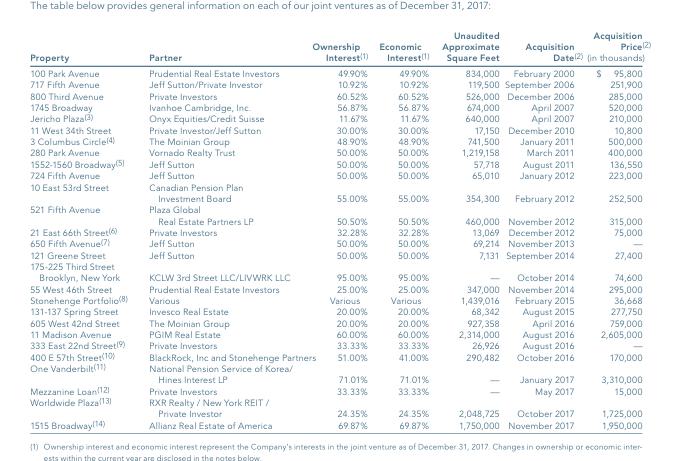 The table below provides general information on each of our joint ventures as of December 31, 2017:
Property Partner Ownership Interest(1) Economic Interest(1) Unaudited Approximate Square Feet Acquisition Date(2) Acquisition Price(2) (in thousands)
100 Park Avenue Prudential Real Estate Investors 49.90% 49.90% 834,000 February 2000 $ 95,800
717 Fifth Avenue Jeff Sutton/Private Investor 10.92% 10.92% 119,500 September 2006 251,900
800 Third Avenue Private Investors 60.52% 60.52% 526,000 December 2006 285,000
1745 Broadway Ivanhoe Cambridge, Inc. 56.87% 56.87% 674,000 April 2007 520,000
Jericho Plaza(3) Onyx Equities/Credit Suisse 11.67% 11.67% 640,000 April 2007 210,000
11 West 34th Street Private Investor/Jeff Sutton 30.00% 30.00% 17,150 December 2010 10,800
3 Columbus Circle(4) The Moinian Group 48.90% 48.90% 741,500 January 2011 500,000
280 Park Avenue Vornado Realty Trust 50.00% 50.00% 1,219,158 March 2011 400,000
1552-1560 Broadway(5) Jeff Sutton 50.00% 50.00% 57,718 August 2011 136,550
724 Fifth Avenue Jeff Sutton 50.00% 50.00% 65,010 January 2012 223,000
10 East 53rd Street Canadian Pension Plan
Investment Board 55.00% 55.00% 354,300 February 2012 252,500
521 Fifth Avenue Plaza Global
Real Estate Partners LP 50.50% 50.50% 460,000 November 2012 315,000
21 East 66th Street(6) Private Investors 32.28% 32.28% 13,069 December 2012 75,000
650 Fifth Avenue(7) Jeff Sutton 50.00% 50.00% 69,214 November 2013 —
121 Greene Street Jeff Sutton 50.00% 50.00% 7,131 September 2014 27,400
175-225 Third Street
Brooklyn, New York KCLW 3rd Street LLC/LIVWRK LLC 95.00% 95.00% — October 2014 74,600
55 West 46th Street Prudential Real Estate Investors 25.00% 25.00% 347,000 November 2014 295,000
Stonehenge Portfolio(8) Various Various Various 1,439,016 February 2015 36,668
131-137 Spring Street Invesco Real Estate 20.00% 20.00% 68,342 August 2015 277,750
605 West 42nd Street The Moinian Group 20.00% 20.00% 927,358 April 2016 759,000
11 Madison Avenue PGIM Real Estate 60.00% 60.00% 2,314,000 August 2016 2,605,000
333 East 22nd Street(9) Private Investors 33.33% 33.33% 26,926 August 2016 —
400 E 57th Street(10) BlackRock, Inc and Stonehenge Partners 51.00% 41.00% 290,482 October 2016 170,000
One Vanderbilt(11) National Pension Service of Korea/
Hines Interest LP 71.01% 71.01% — January 2017 3,310,000
Mezzanine Loan(12) Private Investors 33.33% 33.33% — May 2017 15,000
Worldwide Plaza(13) RXR Realty / New York REIT /
Private Investor 24.35% 24.35% 2,048,725 October 2017 1,725,000
1515 Broadway(14) Allianz Real Estate of America 69.87% 69.87% 1,750,000 November 2017 1,950,000
(1) Ownership interest and economic interest represent the Company's interests in the joint venture as of December 31, 2017. Changes in ownership or economic inter-
ests within the current year are disclosed in the notes below.